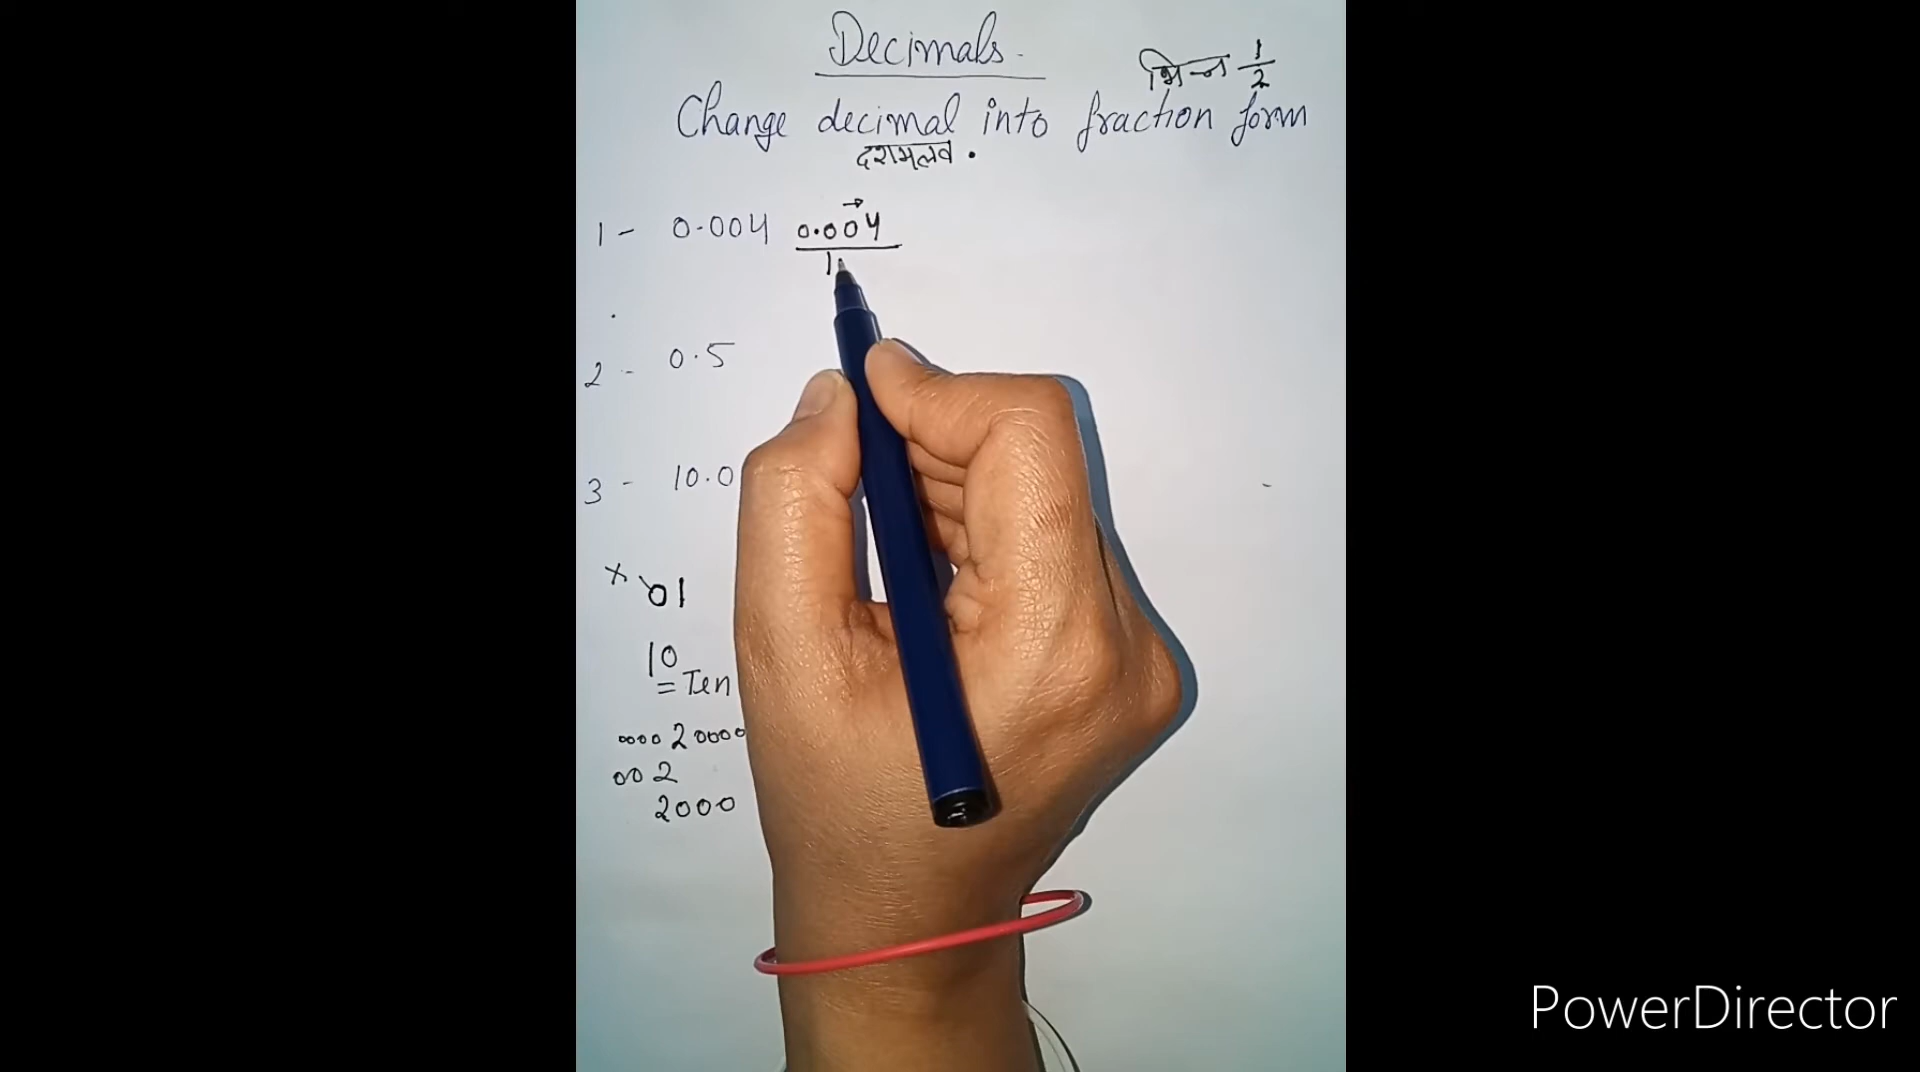 Decimals.
भिन्न 1/2
Change decimal into fraction form
दशमलव .
1 - 0.004 0.004
→
1
2 - 0.5
3 - 10.0
x 01
10
= Ten
0000 2 0000
00 2
2000
PowerDirector